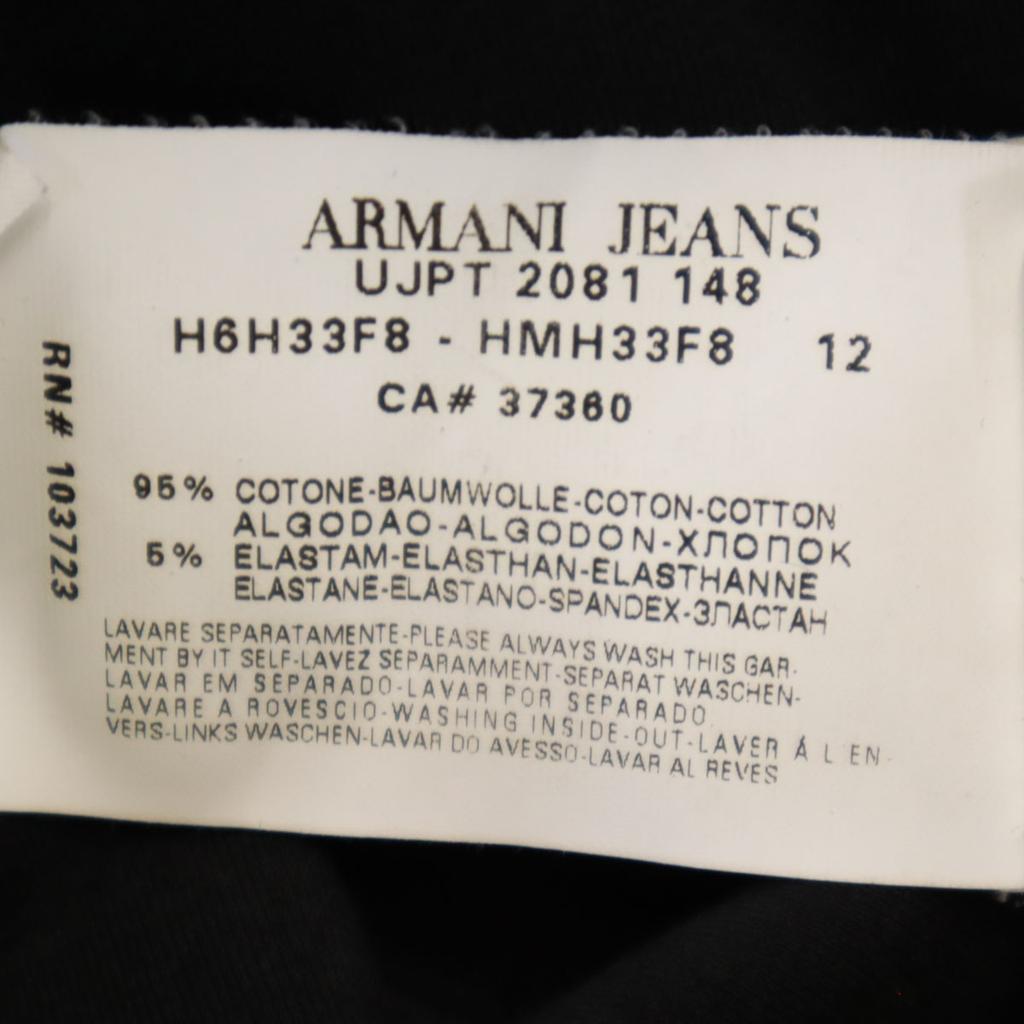 ARMANI JEANS
UJPT 2081 148
H6H33F8 - HMH33F8 12
CA# 37360
RN# 103723
95% COTONE-BAUMWOLLE-COTON-COTTON
ALGODAO-ALGODON-ХЛОПОК
5% ELASTAM-ELASTHAN-ELASTHANNE
ELASTANE-ELASTANO-SPANDEX-ЗЛАСТАН
LAVARE SEPARATAMENTE-PLEASE ALWAYS WASH THIS GAR-
MENT BY IT SELF-LAVEZ SEPARAMMENT-SEPARAT WASCHEN-
LAVAR EM SEPARADO-LAVAR POR SEPARADO
LAVARE A ROVESCIO-WASHING INSIDE-OUT-LAVER Á L'EN-
VERS-LINKS WASCHEN-LAVAR DO AVESSO-LAVAR AL REVES